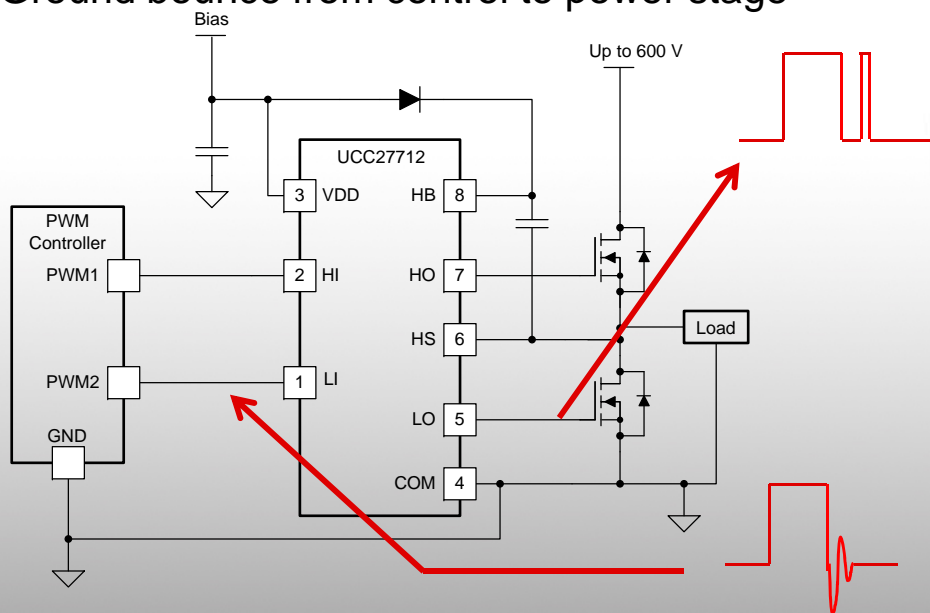 Ground bounce from control to power stage
Bias
Up to 600 V
UCC27712
3 VDD
HB 8
PWM
Controller
PWM1
2 HI
HO 7
HS 6
Load
PWM2
1 LI
LO 5
GND
COM 4